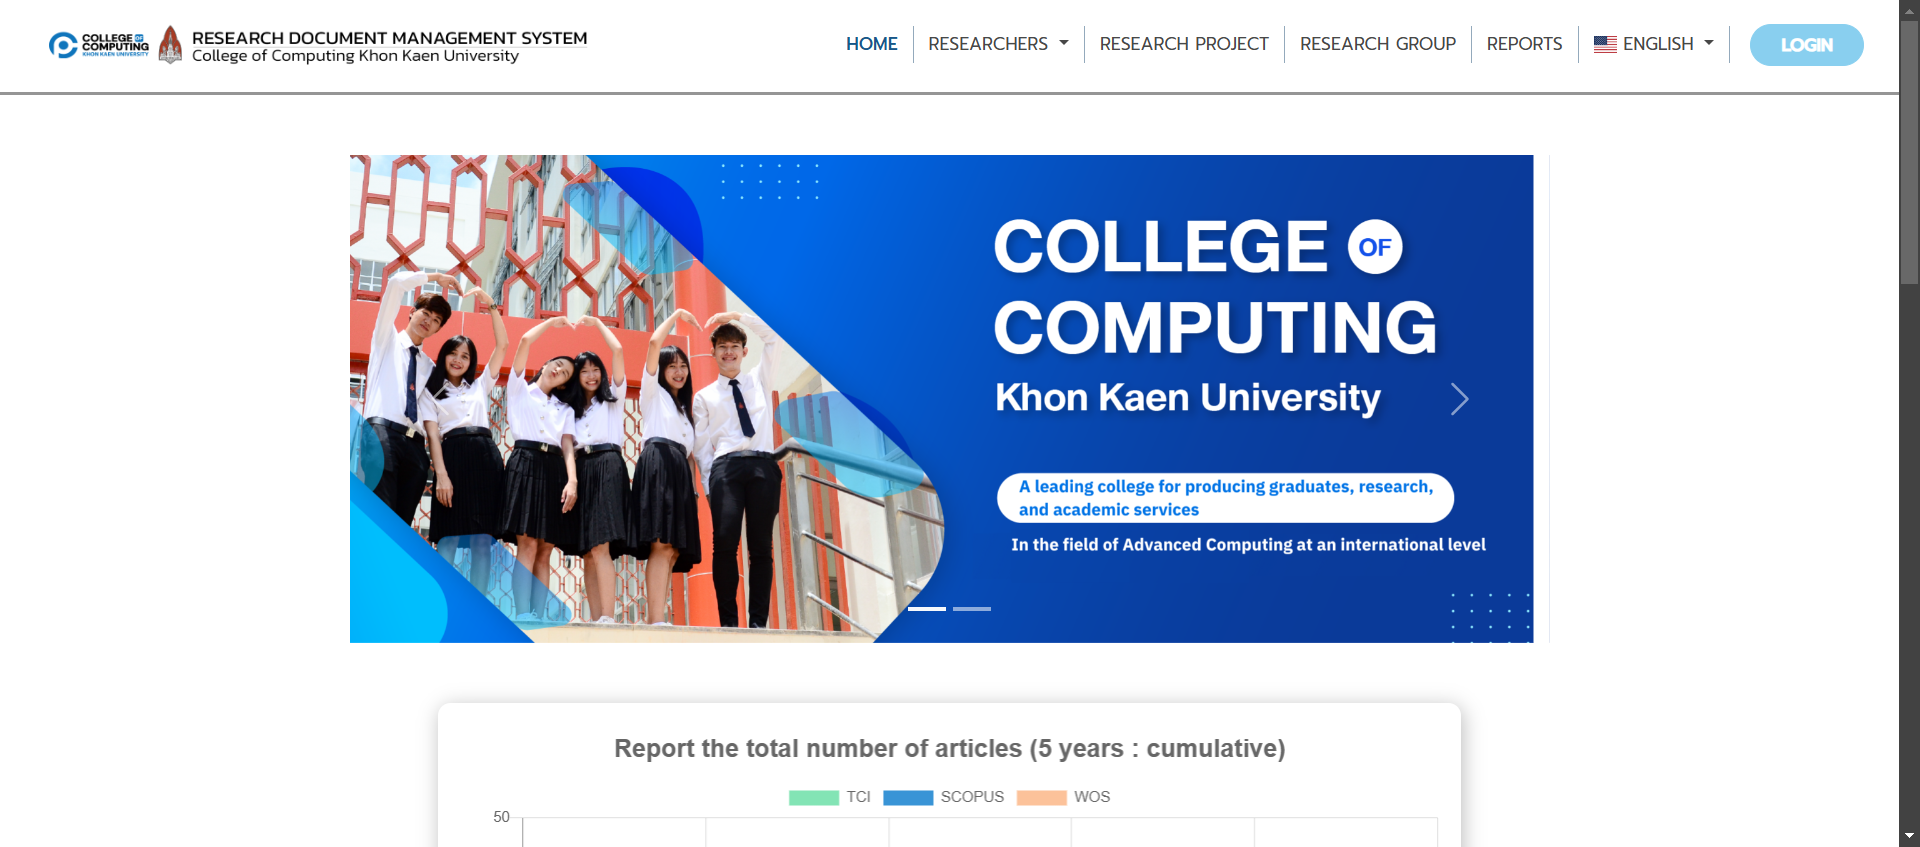 COLLEGE OF
COMPUTING
KHON KAEN UNIVERSITY
RESEARCH DOCUMENT MANAGEMENT SYSTEM
College of Computing Khon Kaen University
HOME
RESEARCHERS
RESEARCH PROJECT
RESEARCH GROUP
REPORTS
ENGLISH
LOGIN
COLLEGE OF
COMPUTING
Khon Kaen University
A leading college for producing graduates, research,
and academic services
In the field of Advanced Computing at an international level
Report the total number of articles (5 years : cumulative)
TCI
SCOPUS
WOS
50